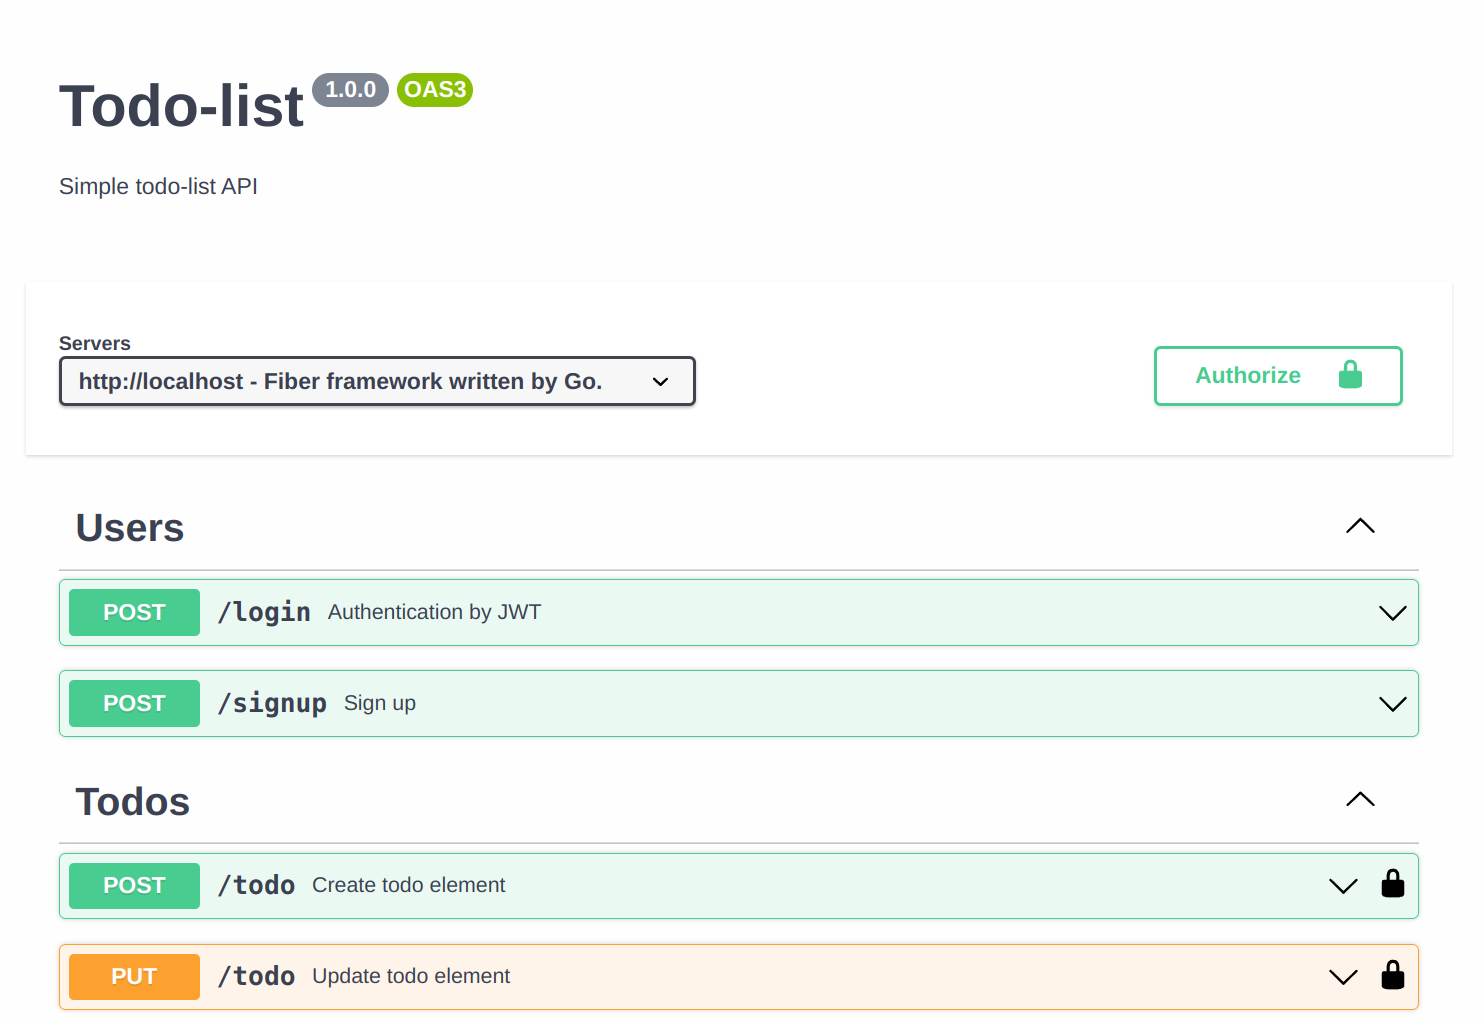 Todo-list 1.0.0 OAS3
Simple todo-list API
Servers
http://localhost - Fiber framework written by Go.
Authorize
Users
POST /login Authentication by JWT
POST /signup Sign up
Todos
POST /todo Create todo element
PUT /todo Update todo element